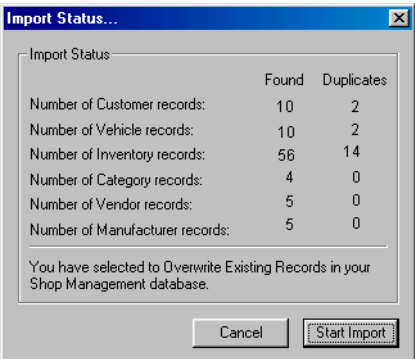 Import Status...
Import Status
Found Duplicates
Number of Customer records: 10 2
Number of Vehicle records: 10 2
Number of Inventory records: 56 14
Number of Category records: 4 0
Number of Vendor records: 5 0
Number of Manufacturer records: 5 0
You have selected to Overwrite Existing Records in your
Shop Management database.
Cancel Start Import